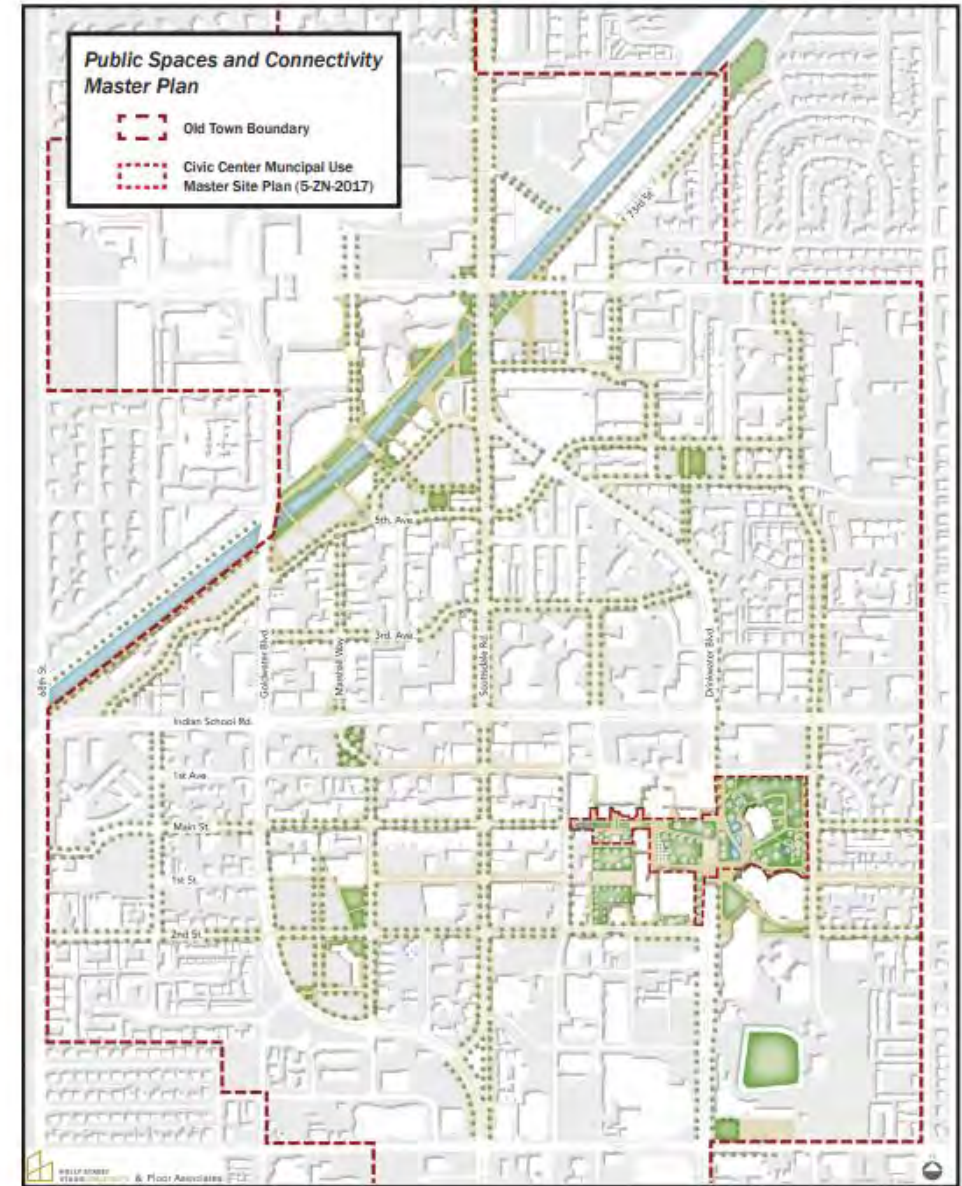 Public Spaces and Connectivity
Master Plan
Old Town Boundary
Civic Center Muncipal Use
Master Site Plan (5-ZN-2017)
73rd St.
5th. Ave.
3rd. Ave.
68th St.
Goldwater Blvd.
Marshall Way
Scottsdale Rd.
Drinkwater Blvd.
Indian School Rd.
1st Ave.
Main St.
1st St.
2nd St.
& Floor Associates